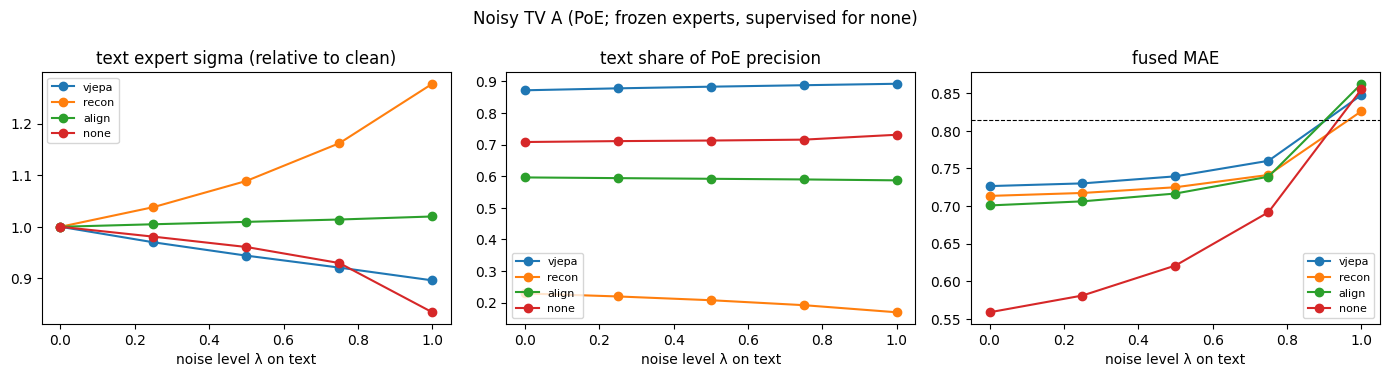 Noisy TV A (PoE; frozen experts, supervised for none)
text expert sigma (relative to clean)
vjepa
recon
align
none
1.2
1.1
1.0
0.9
0.0 0.2 0.4 0.6 0.8 1.0
noise level λ on text
text share of PoE precision
0.9
0.8
0.7
0.6
0.5
0.4
0.3
0.2
vjepa
recon
align
none
0.0 0.2 0.4 0.6 0.8 1.0
noise level λ on text
fused MAE
0.85
0.80
0.75
0.70
0.65
0.60
0.55
vjepa
recon
align
none
0.0 0.2 0.4 0.6 0.8 1.0
noise level λ on text